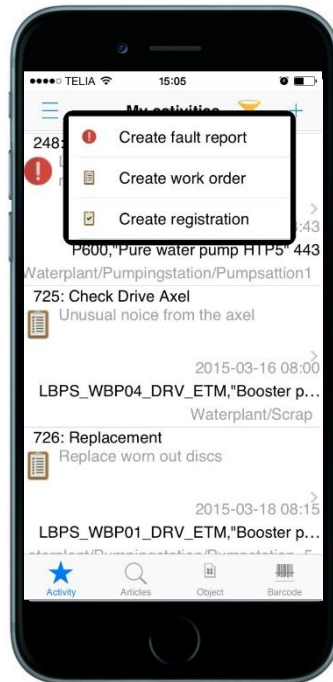 TELIA 15:05
My activities
248:
Create fault report
Create work order
Create registration
:43
P600,"Pure water pump HTP5" 443
Waterplant/Pumpingstation/Pumpsattion1
725: Check Drive Axel
Unusual noice from the axel
2015-03-16 08:00
LBPS_WBP04_DRV_ETM,"Booster p...
Waterplant/Scrap
726: Replacement
Replace worn out discs
2015-03-18 08:15
LBPS_WBP01_DRV_ETM,"Booster p...
Activity Articles Object Barcode